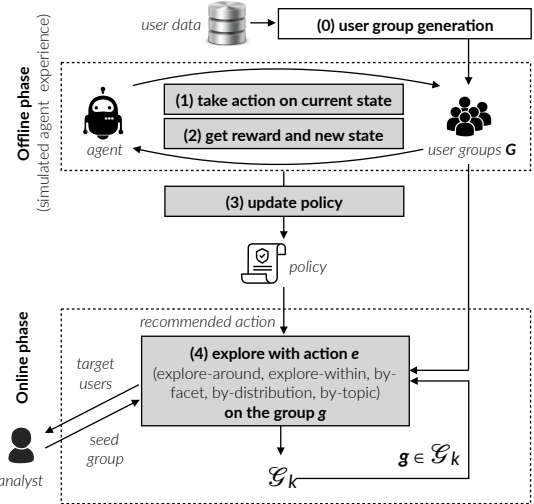 user data
(0) user group generation
Offline phase
(simulated agent experience)
(1) take action on current state
(2) get reward and new state
agent
user groups G
(3) update policy
policy
Online phase
recommended action
(4) explore with action e
(explore-around, explore-within, by-
facet, by-distribution, by-topic)
on the group g
target
users
seed
group
analyst
g ∈ 𝒢k
𝒢k